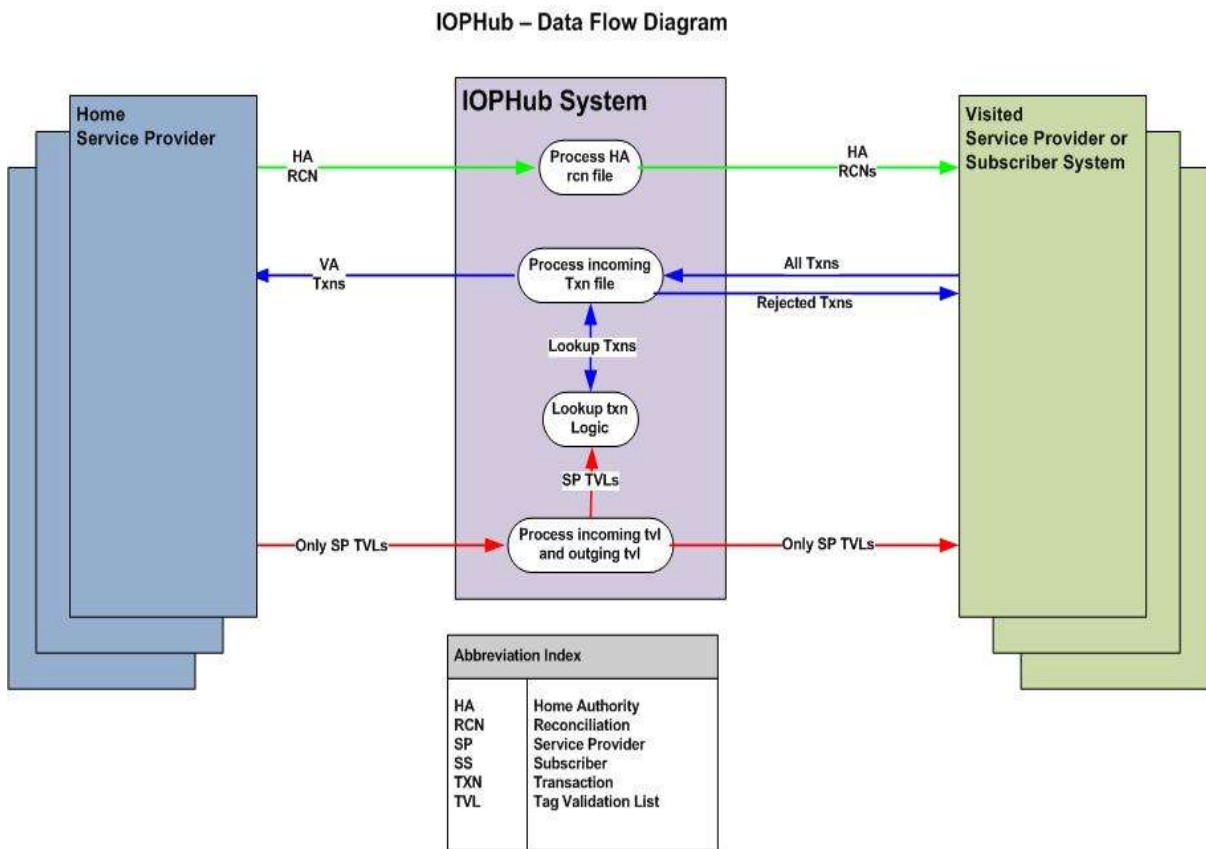 IOPHub – Data Flow Diagram
Home
Service Provider
IOPHub System
Visited
Service Provider or
Subscriber System
HA
RCN
Process HA
rcn file
HA
RCNs
VA
Txns
Process incoming
Txn file
All Txns
Rejected Txns
Lookup Txns
Lookup txn
Logic
SP TVLs
Only SP TVLs
Process incoming tvl
and outging tvl
Only SP TVLs
Abbreviation Index
HA Home Authority
RCN Reconciliation
SP Service Provider
SS Subscriber
TXN Transaction
TVL Tag Validation List